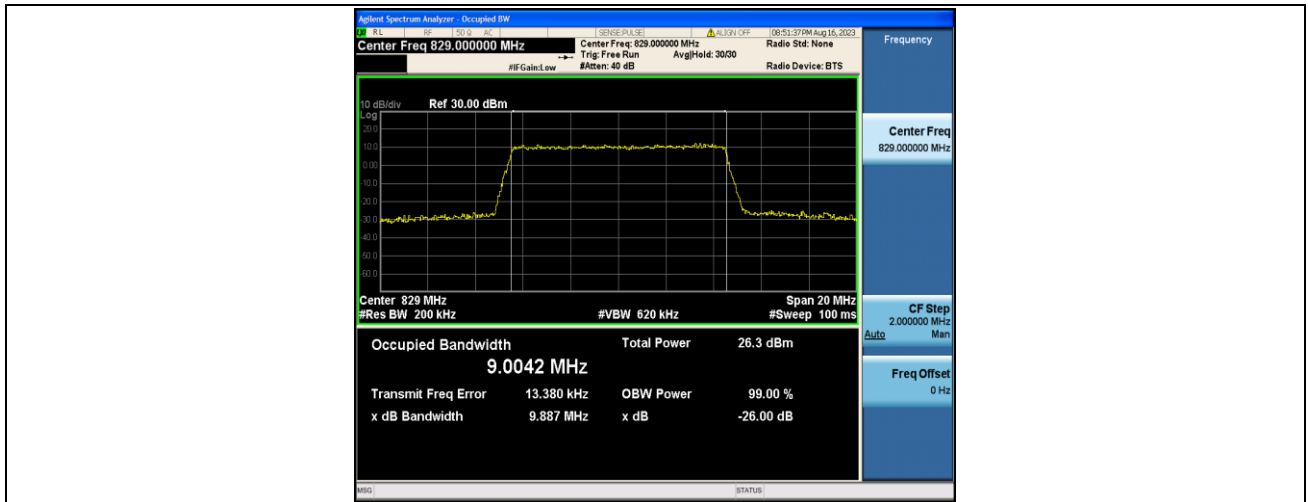 Agilent Spectrum Analyzer - Occupied BW
LXI RL RF 50 Ω AC SENSE:PULSE ALIGN OFF 08:51:37 PM Aug 16, 2023
Center Freq 829.000000 MHz Center Freq: 829.000000 MHz Radio Std: None Frequency
Trig: Free Run Avg|Hold: 30/30
#IFGain:Low #Atten: 40 dB Radio Device: BTS
10 dB/div Ref 30.00 dBm
Log
20.0
10.0
0.00
-10.0
-20.0
-30.0
-40.0
-50.0
-60.0
Center 829 MHz Span 20 MHz
#Res BW 200 kHz #VBW 620 kHz #Sweep 100 ms
Occupied Bandwidth Total Power 26.3 dBm
9.0042 MHz
Transmit Freq Error 13.380 kHz OBW Power 99.00 %
x dB Bandwidth 9.887 MHz x dB -26.00 dB
Center Freq
829.000000 MHz
CF Step
2.000000 MHz
Auto Man
Freq Offset
0 Hz
MSG STATUS